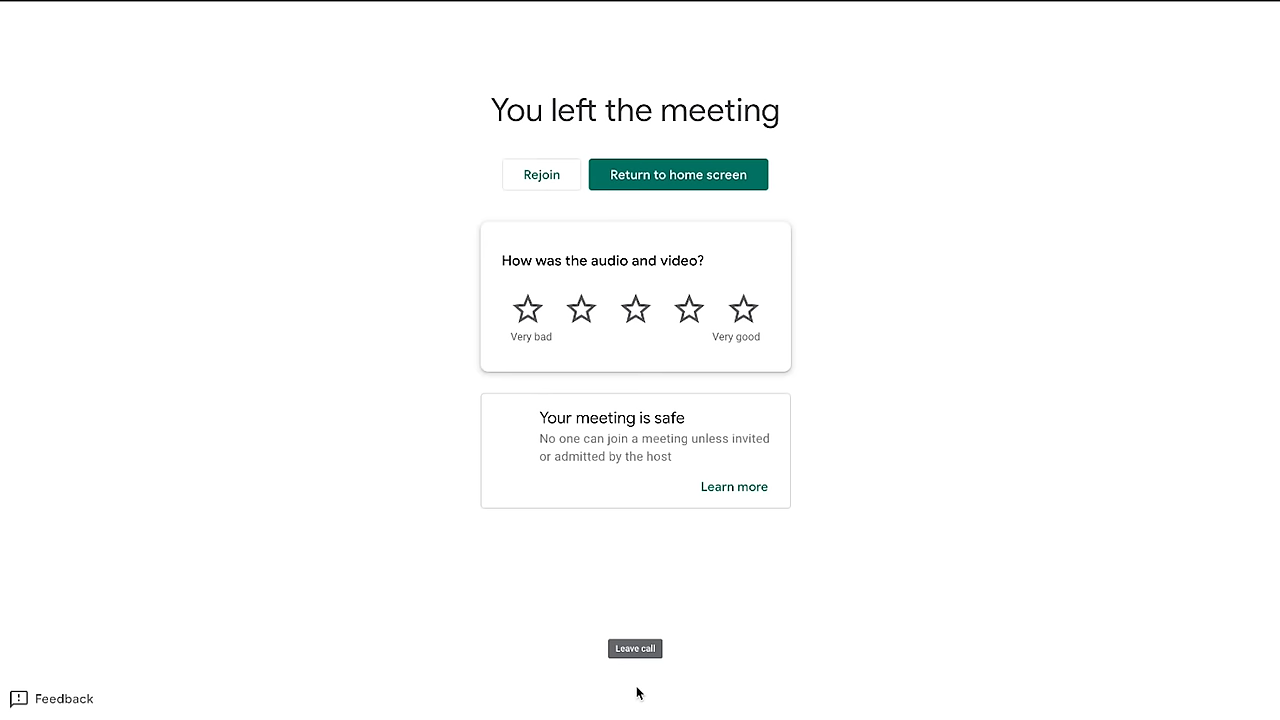 You left the meeting
Rejoin
Return to home screen
How was the audio and video?
Very bad
Very good
Your meeting is safe
No one can join a meeting unless invited
or admitted by the host
Learn more
Leave call
Feedback